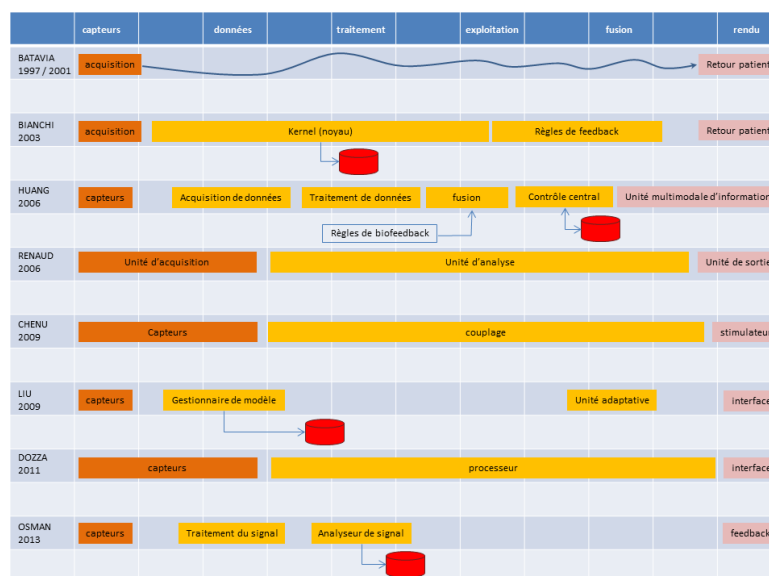 capteurs données traitement exploitation fusion rendu
BATAVIA
1997 / 2001
acquisition
Retour patient
BIANCHI
2003
acquisition
Kernel (noyau)
Règles de feedback
Retour patient
HUANG
2006
capteurs
Acquisition de données
Traitement de données
fusion
Contrôle central
Unité multimodale d'information
Règles de biofeedback
RENAUD
2006
Unité d'acquisition
Unité d'analyse
Unité de sortie
CHENU
2009
Capteurs
couplage
stimulateur
LIU
2009
capteurs
Gestionnaire de modèle
Unité adaptative
interface
DOZZA
2011
capteurs
processeur
interface
OSMAN
2013
capteurs
Traitement du signal
Analyseur de signal
feedback